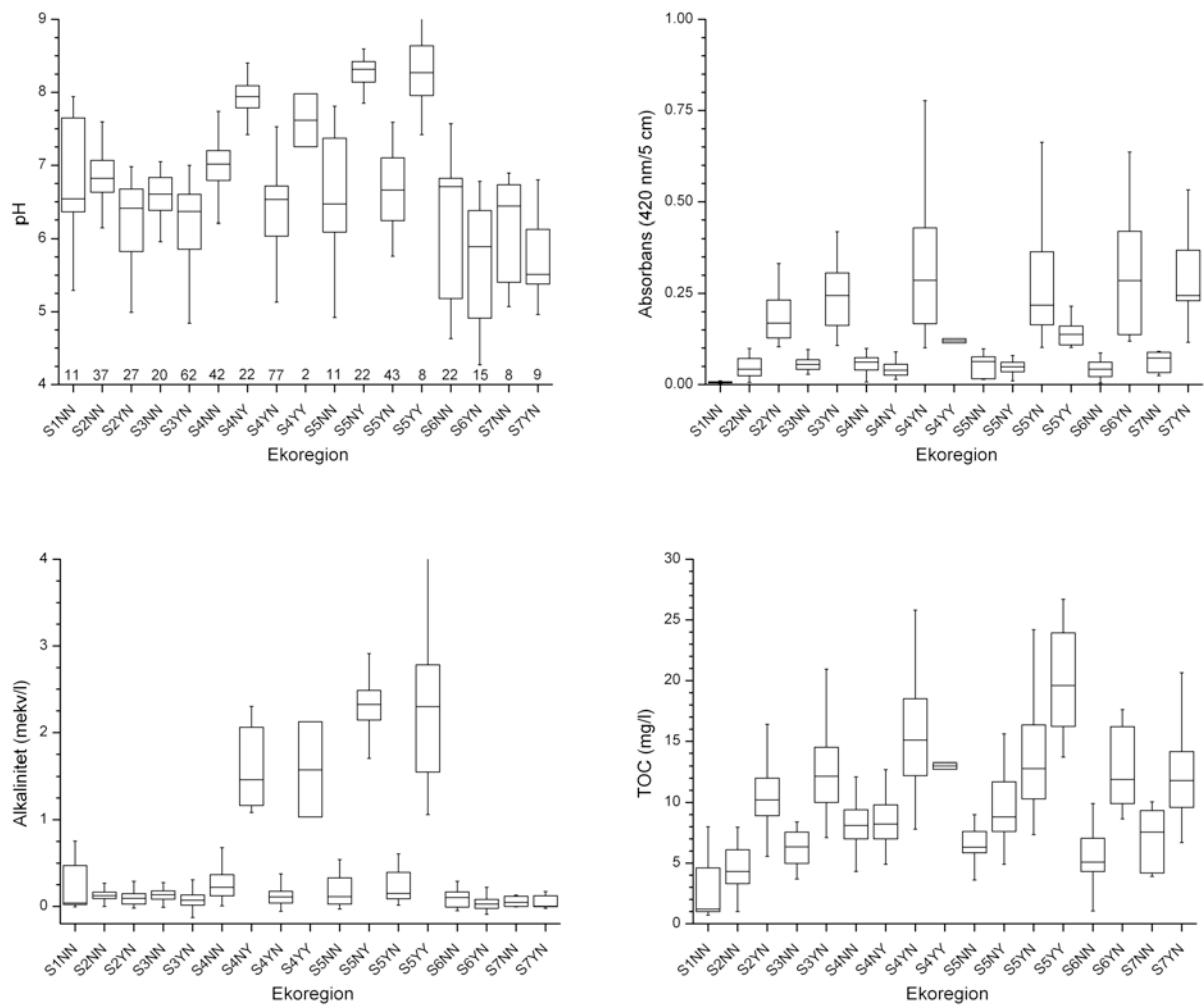 9
8
7
6
5
4
pH
11 37 27 20 62 42 22 77 2 11 22 43 8 22 15 8 9
S1NN S2NN S2YN S3NN S3YN S4NN S4NY S4YN S4YY S5NN S5NY S5YN S5YY S6NN S6YN S7NN S7YN
Ekoregion
1.00
0.75
0.50
0.25
0.00
Absorbans (420 nm/5 cm)
S1NN S2NN S2YN S3NN S3YN S4NN S4NY S4YN S4YY S5NN S5NY S5YN S5YY S6NN S6YN S7NN S7YN
Ekoregion
4
3
2
1
0
Alkalinitet (mekv/l)
S1NN S2NN S2YN S3NN S3YN S4NN S4NY S4YN S4YY S5NN S5NY S5YN S5YY S6NN S6YN S7NN S7YN
Ekoregion
30
25
20
15
10
5
0
TOC (mg/l)
S1NN S2NN S2YN S3NN S3YN S4NN S4NY S4YN S4YY S5NN S5NY S5YN S5YY S6NN S6YN S7NN S7YN
Ekoregion